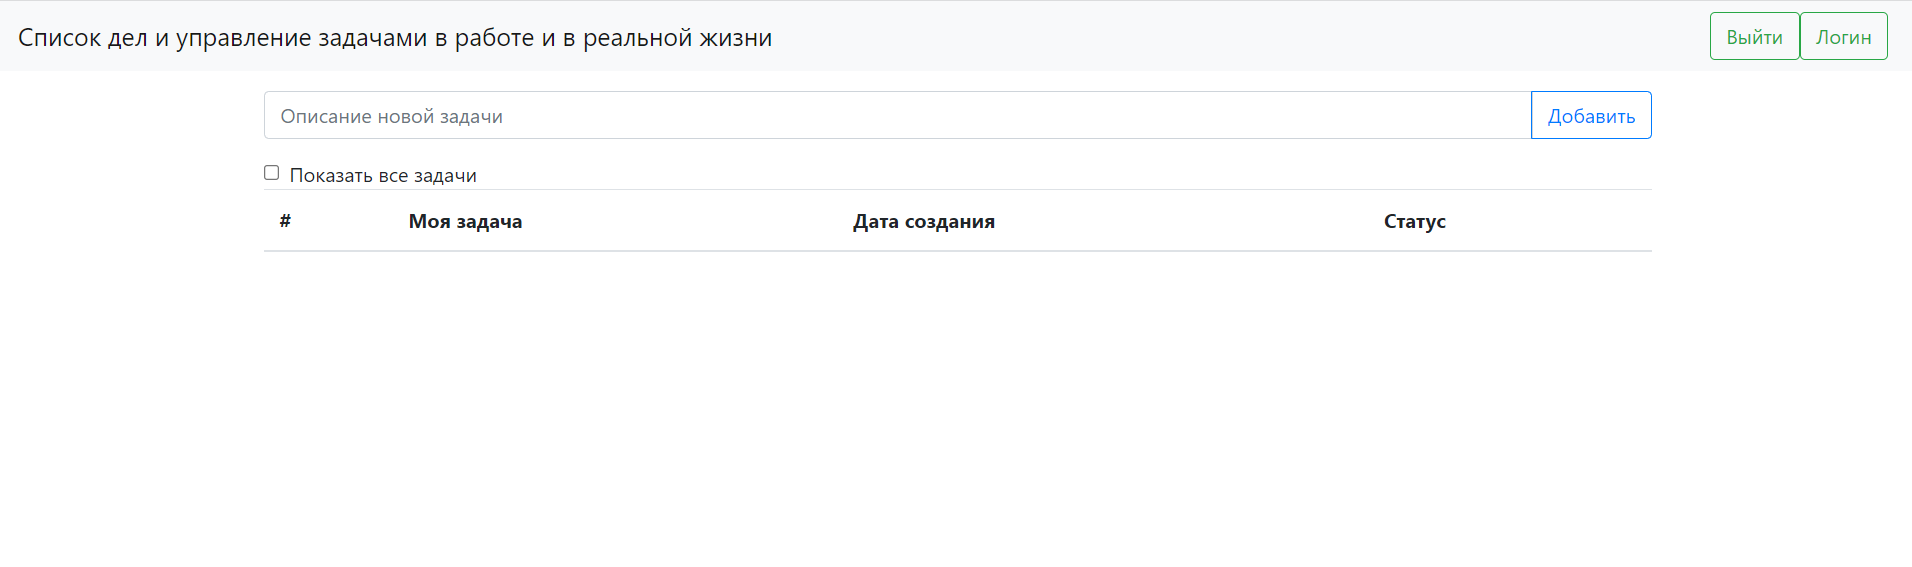 Список дел и управление задачами в работе и в реальной жизни
Выйти
Логин
Описание новой задачи
Добавить
Показать все задачи
# Моя задача Дата создания Статус